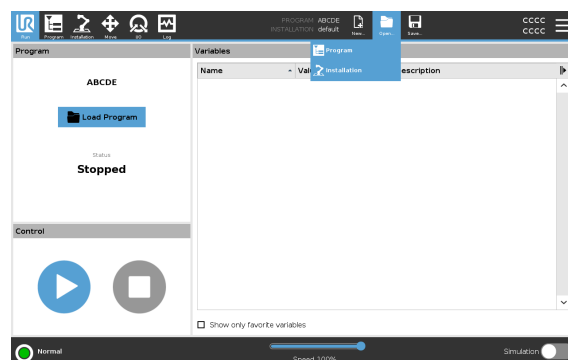 UR
PROGRAM ABCDE
INSTALLATION default
CCCC
CCCC
Run Program Installation Move I/O Log
New... Open... Save...
Program
Installation
Program
Variables
Name
Description
ABCDE
Load Program
Status
Stopped
Control
Show only favorite variables
Normal
Speed 100%
Simulation